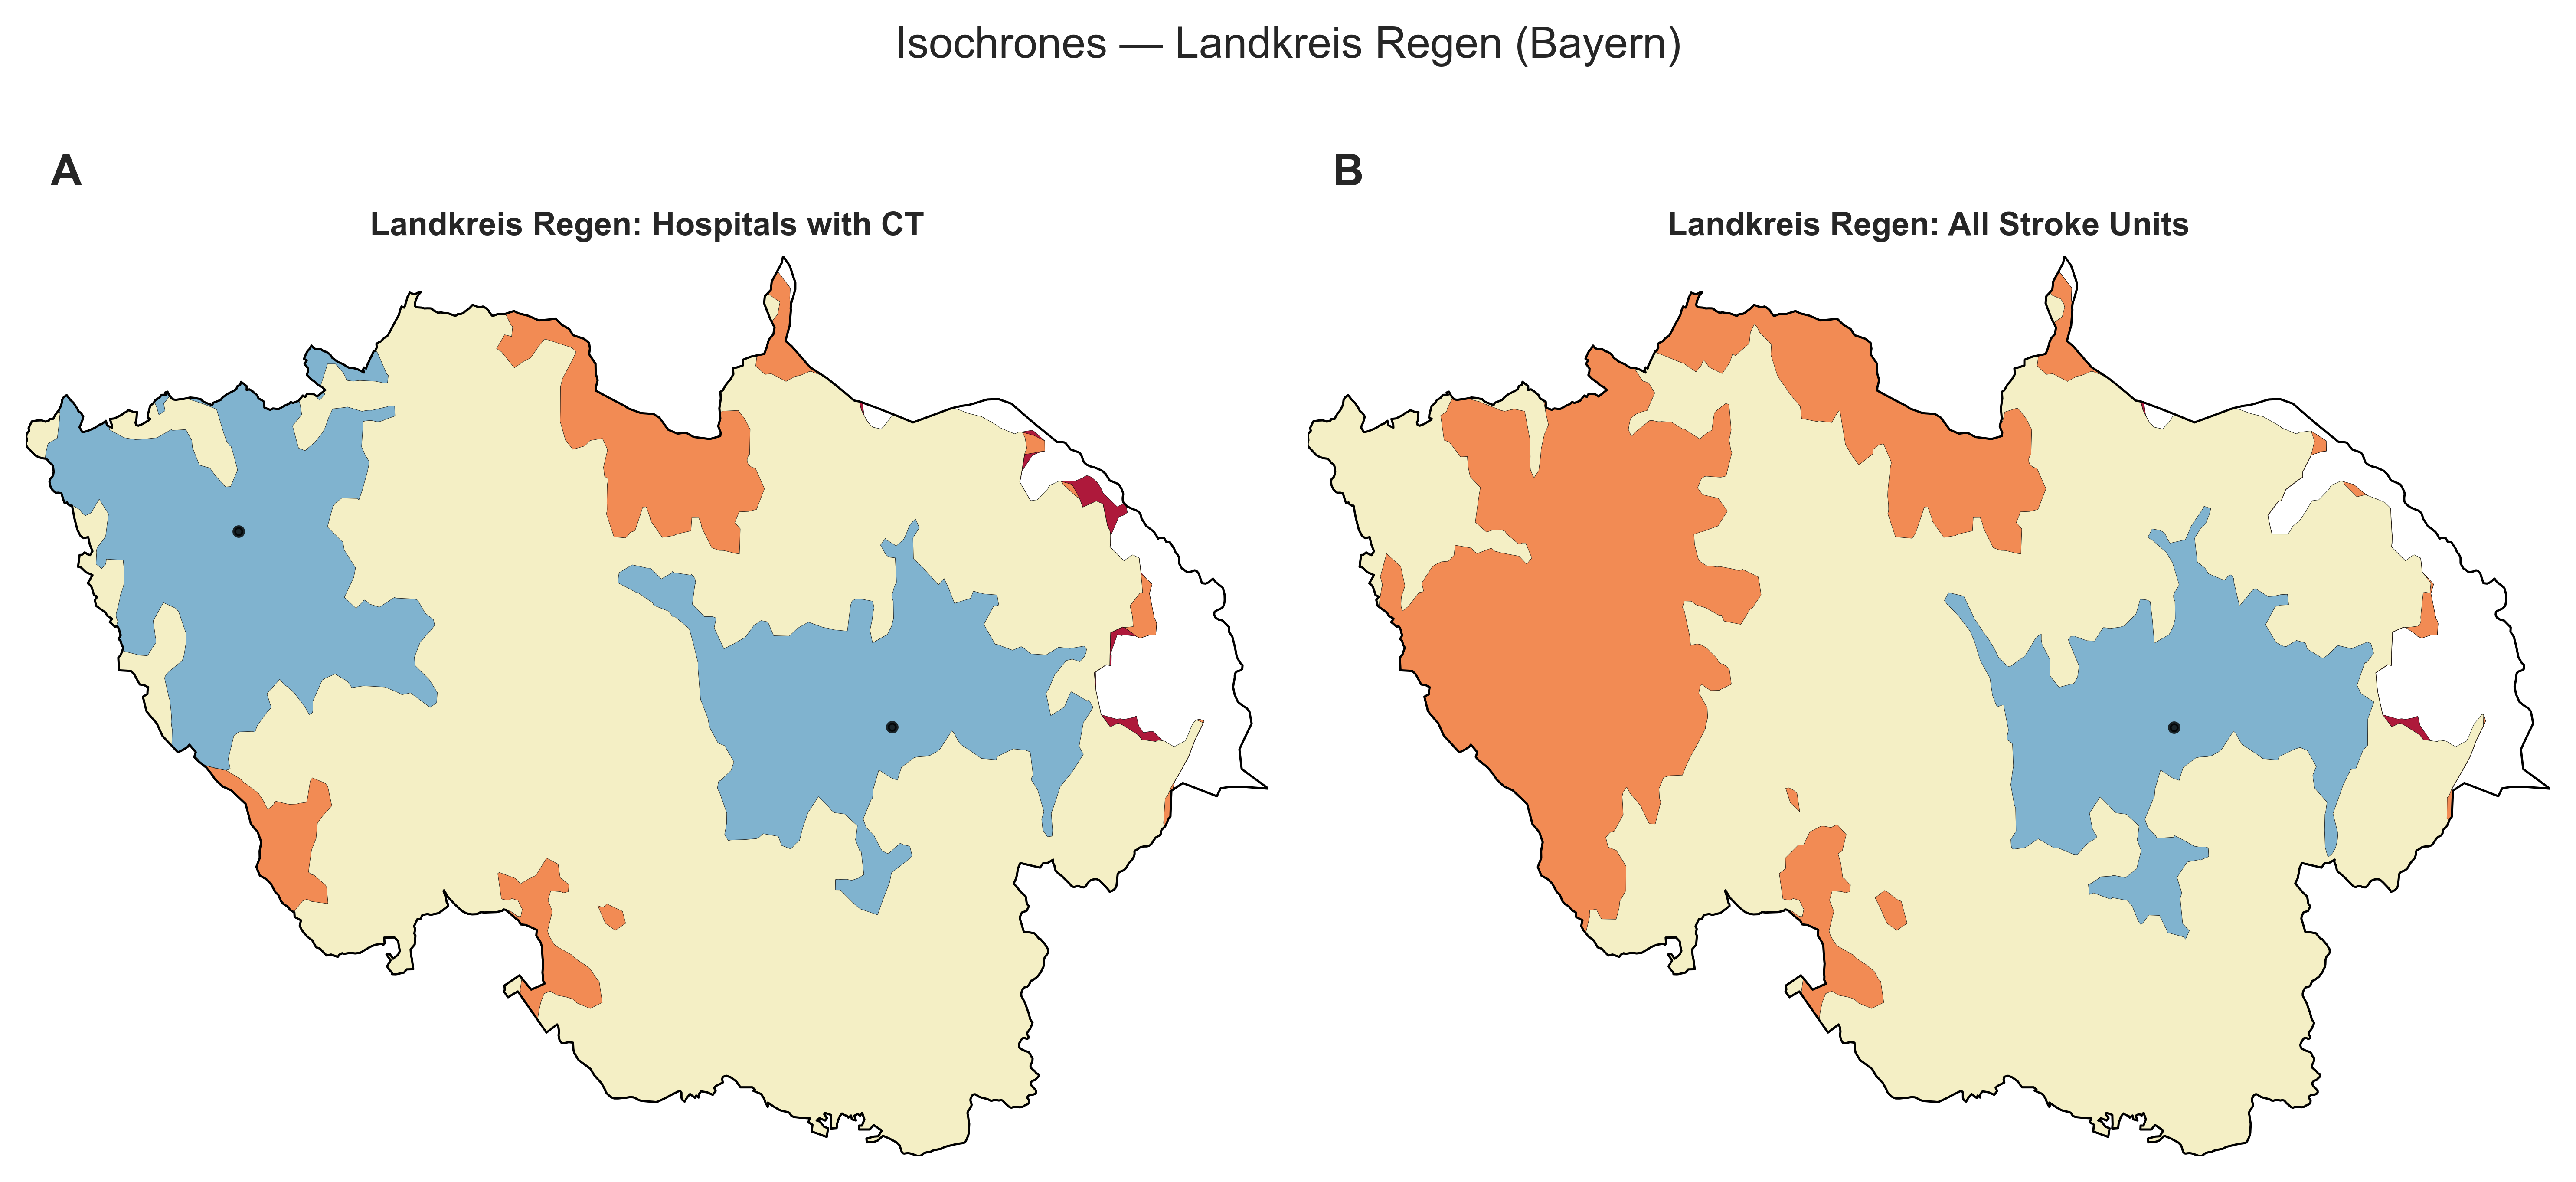 Isochrones — Landkreis Regen (Bayern)
A
Landkreis Regen: Hospitals with CT
B
Landkreis Regen: All Stroke Units